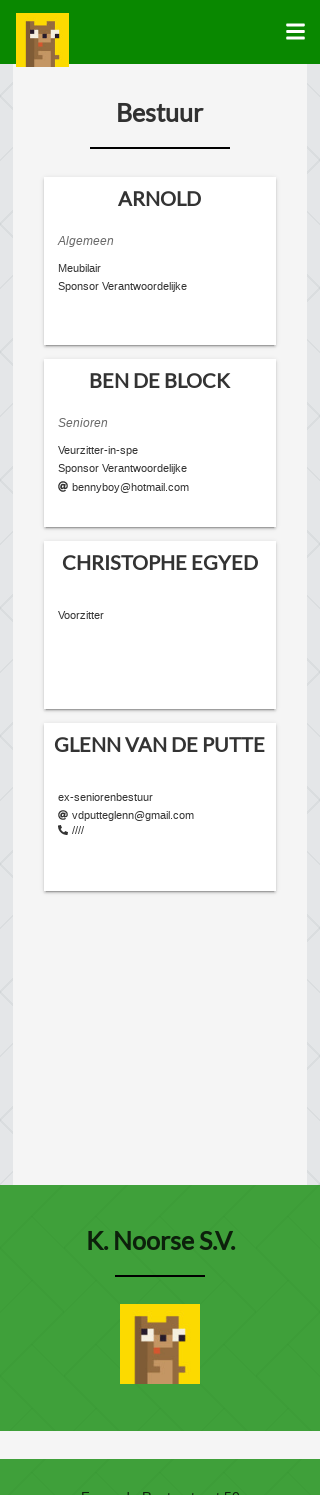 Bestuur
ARNOLD
Algemeen
Meubilair
Sponsor Verantwoordelijke
BEN DE BLOCK
Senioren
Veurzitter-in-spe
Sponsor Verantwoordelijke
@ bennyboy@hotmail.com
CHRISTOPHE EGYED
Voorzitter
GLENN VAN DE PUTTE
ex-seniorenbestuur
@ vdputteglenn@gmail.com
////
K. Noorse S.V.